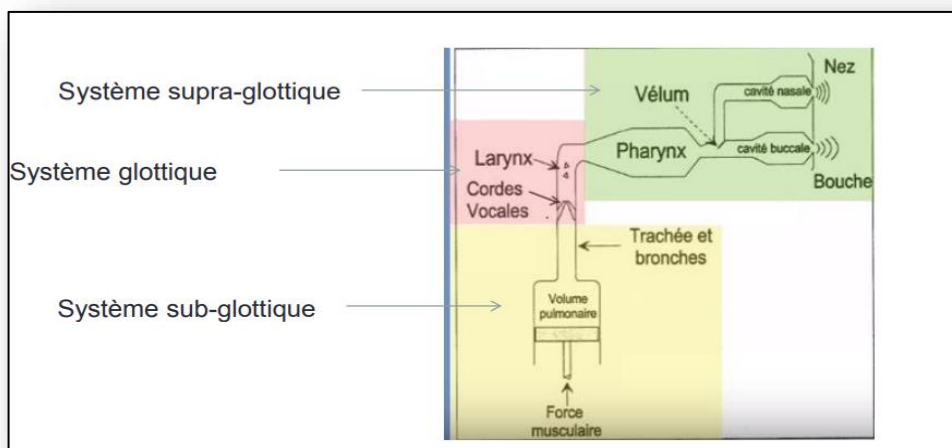 Système supra-glottique
Système glottique
Système sub-glottique
Nez
Vélum
cavité nasale
Larynx
Pharynx
cavité buccale
Bouche
Cordes
Vocales
Trachée et
bronches
Volume
pulmonaire
Force
musculaire